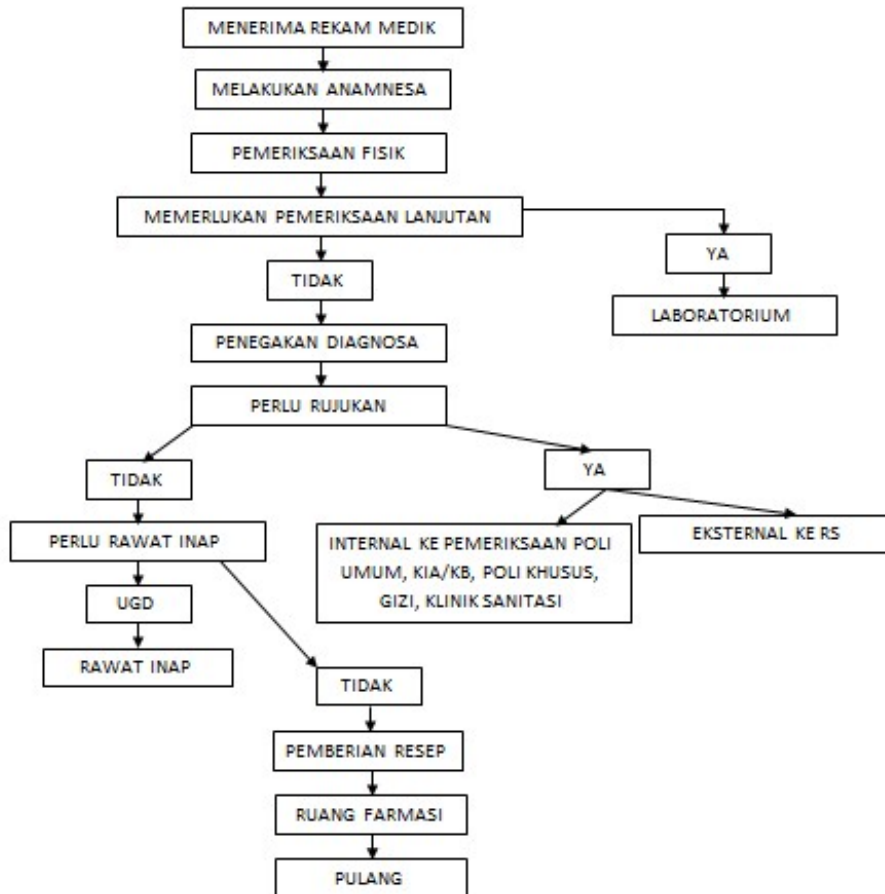 MENERIMA REKAM MEDIK
MELAKUKAN ANAMNESA
PEMERIKSAAN FISIK
MEMERLUKAN PEMERIKSAAN LANJUTAN
YA
TIDAK
LABORATORIUM
PENEGAKAN DIAGNOSA
PERLU RUJUKAN
TIDAK
YA
PERLU RAWAT INAP
INTERNAL KE PEMERIKSAAN POLI
UMUM, KIA/KB, POLI KHUSUS,
GIZI, KLINIK SANITASI
EKSTERNAL KE RS
UGD
RAWAT INAP
TIDAK
PEMBERIAN RESEP
RUANG FARMASI
PULANG